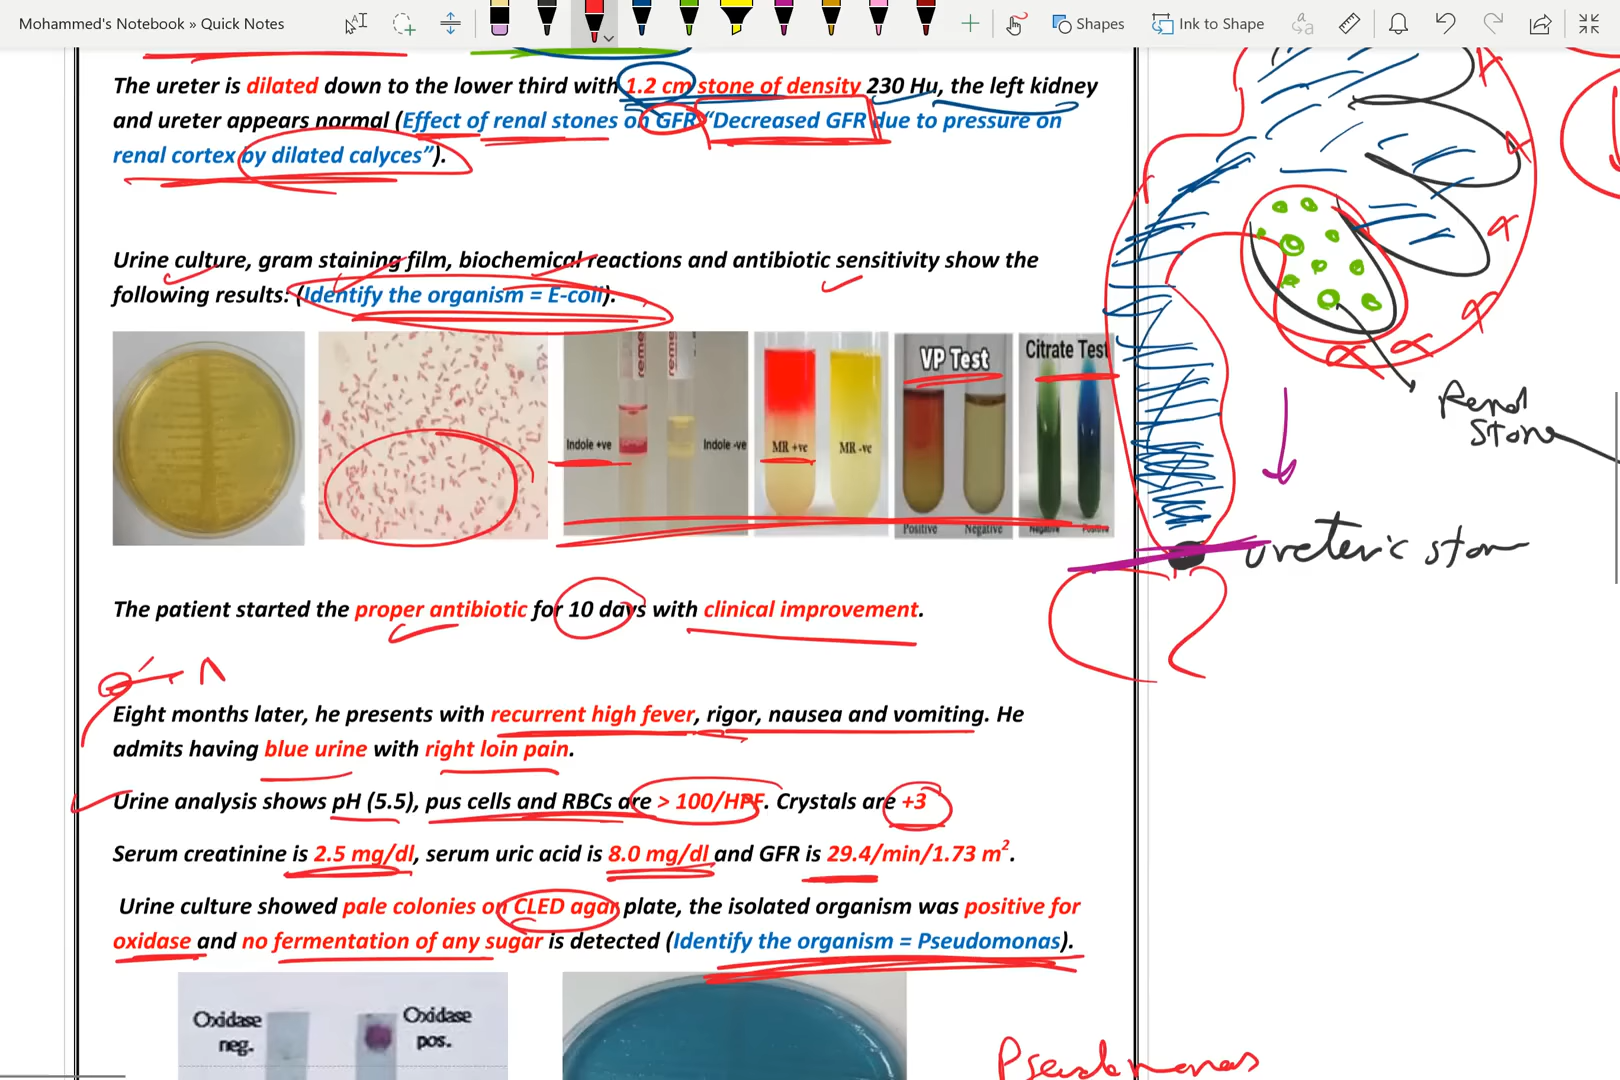 Mohammed's Notebook » Quick Notes
Shapes
Ink to Shape
The ureter is dilated down to the lower third with 1.2 cm stone of density 230 Hu, the left kidney
and ureter appears normal (Effect of renal stones on GFR “Decreased GFR due to pressure on
renal cortex by dilated calyces”).
Urine culture, gram staining film, biochemical reactions and antibiotic sensitivity show the
following results: (Identify the organism = E-coli).
remel
reme
Indole +ve
Indole -ve
MR +ve
MR -ve
VP Test
Positive
Negative
Citrate Test
Negative
Positive
Renal
Stone
ureteric ston
The patient started the proper antibiotic for 10 days with clinical improvement.
Eight months later, he presents with recurrent high fever, rigor, nausea and vomiting. He
admits having blue urine with right loin pain.
Urine analysis shows pH (5.5), pus cells and RBCs are > 100/HPF. Crystals are +3
Serum creatinine is 2.5 mg/dl, serum uric acid is 8.0 mg/dl and GFR is 29.4/min/1.73 m².
Urine culture showed pale colonies on CLED agar plate, the isolated organism was positive for
oxidase and no fermentation of any sugar is detected (Identify the organism = Pseudomonas).
Oxidase
neg.
Oxidase
pos.
Pseudomonas